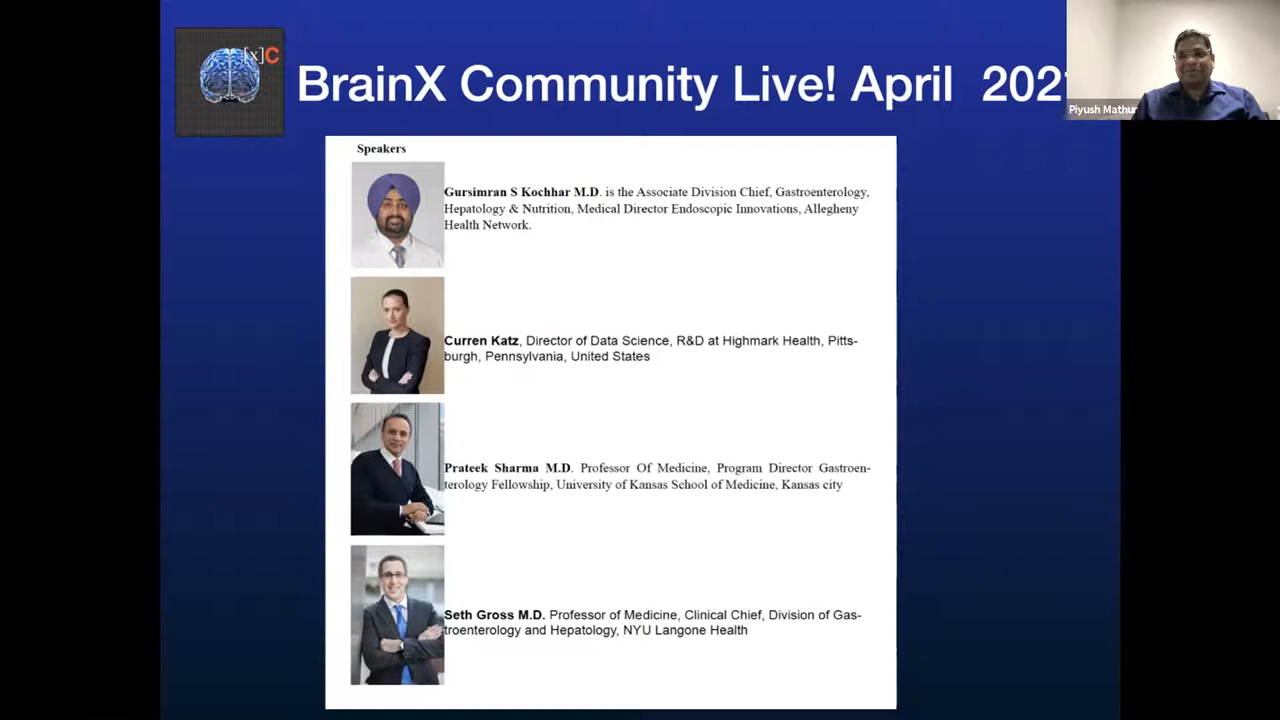 [x]C
BrainX Community Live! April 202
Piyush Mathur
Speakers
Gursimran S Kochhar M.D. is the Associate Division Chief, Gastroenterology,
Hepatology & Nutrition, Medical Director Endoscopic Innovations, Allegheny
Health Network.
Curren Katz, Director of Data Science, R&D at Highmark Health, Pitts-
burgh, Pennsylvania, United States
Prateek Sharma M.D. Professor Of Medicine, Program Director Gastroen-
terology Fellowship, University of Kansas School of Medicine, Kansas city
Seth Gross M.D. Professor of Medicine, Clinical Chief, Division of Gas-
troenterology and Hepatology, NYU Langone Health